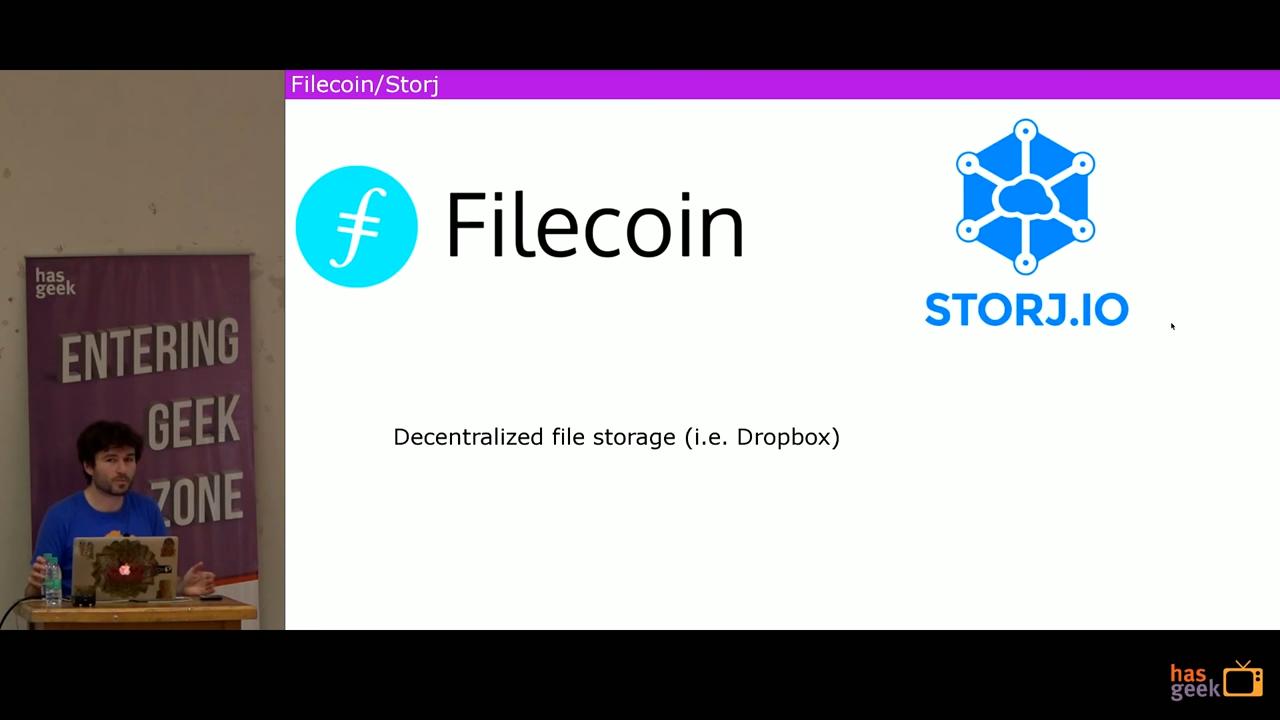 Filecoin/Storj
Filecoin
STORJ.IO
Decentralized file storage (i.e. Dropbox)
has
geek
ENTERING
GEEK
ZONE
has
geek